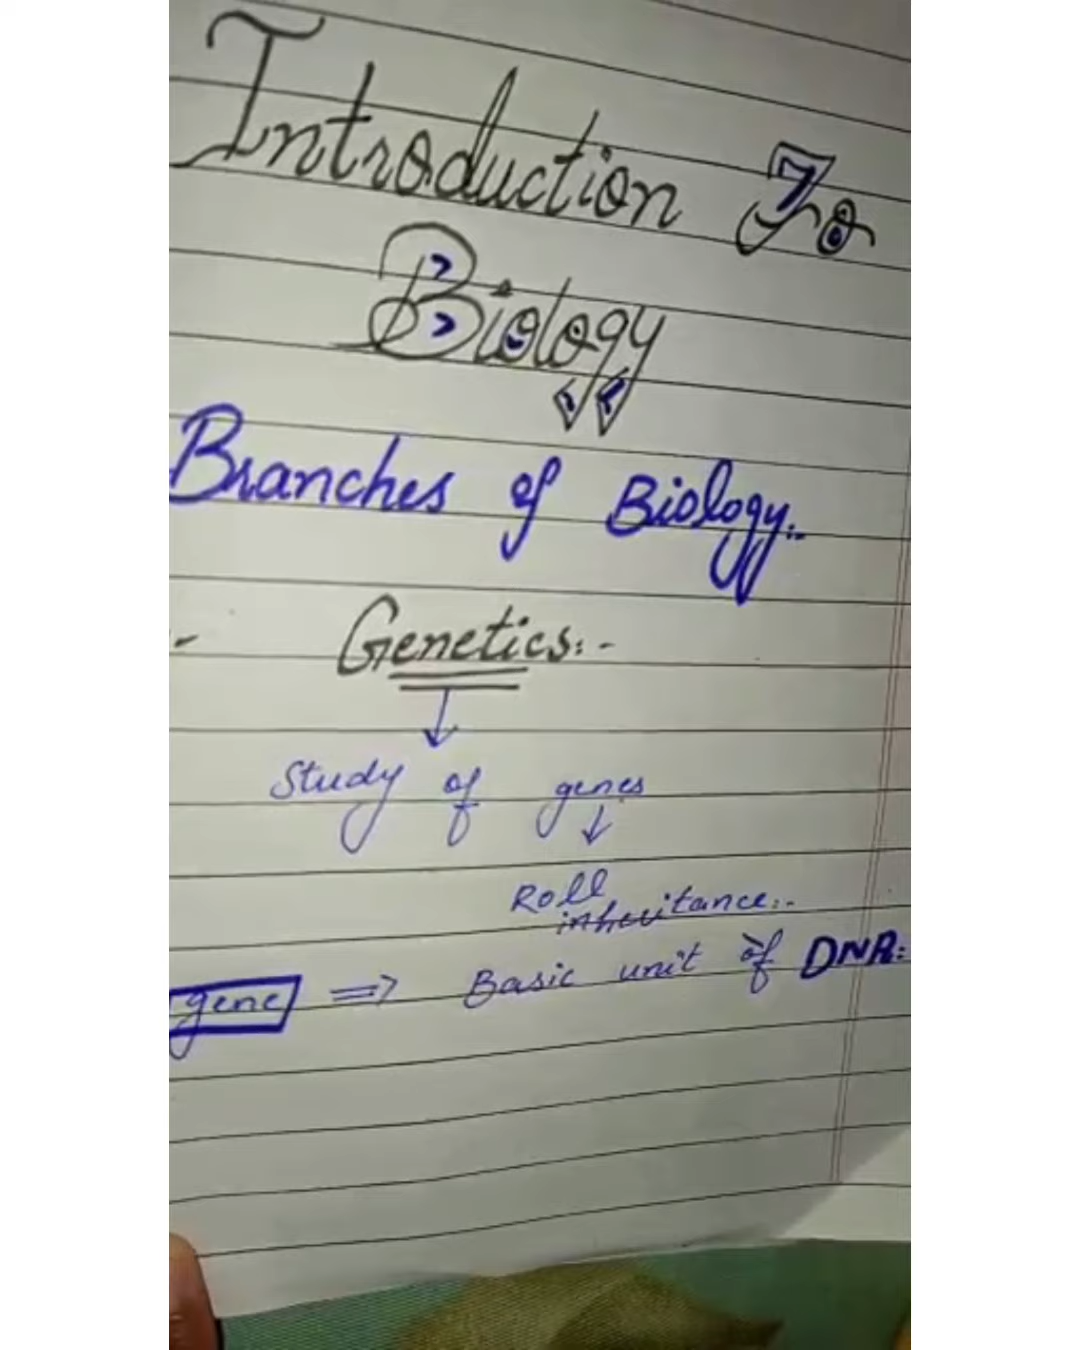 Introduction To
Biology
Branches of Biology:-
- Genetics:-
↓
Study of genes
↓
Roll
inheritance:-
gene ⇒ Basic unit of DNA: